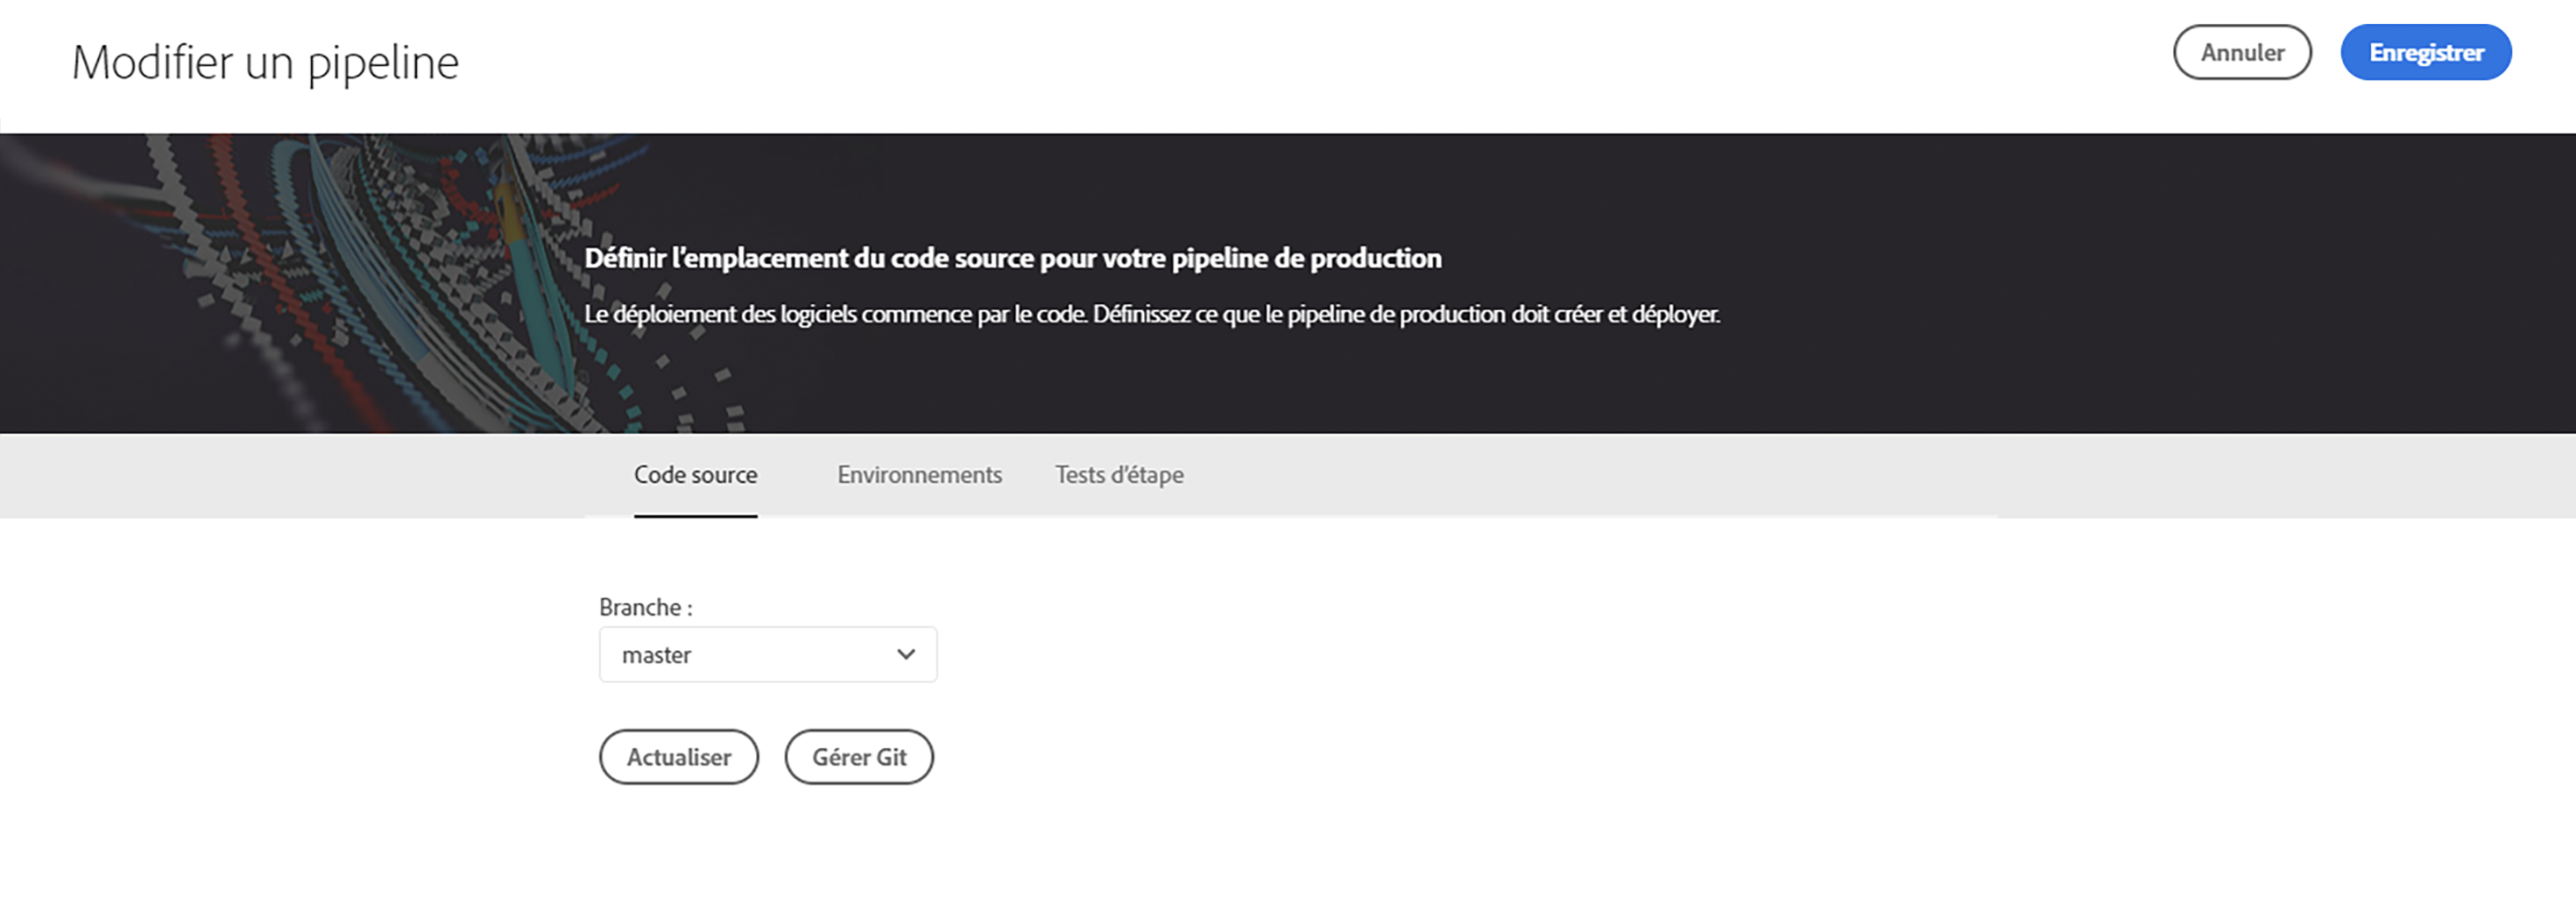 Modifier un pipeline
Annuler
Enregistrer
Définir l'emplacement du code source pour votre pipeline de production
Le déploiement des logiciels commence par le code. Définissez ce que le pipeline de production doit créer et déployer.
Code source
Environnements
Tests d'étape
Branche :
master
Actualiser
Gérer Git